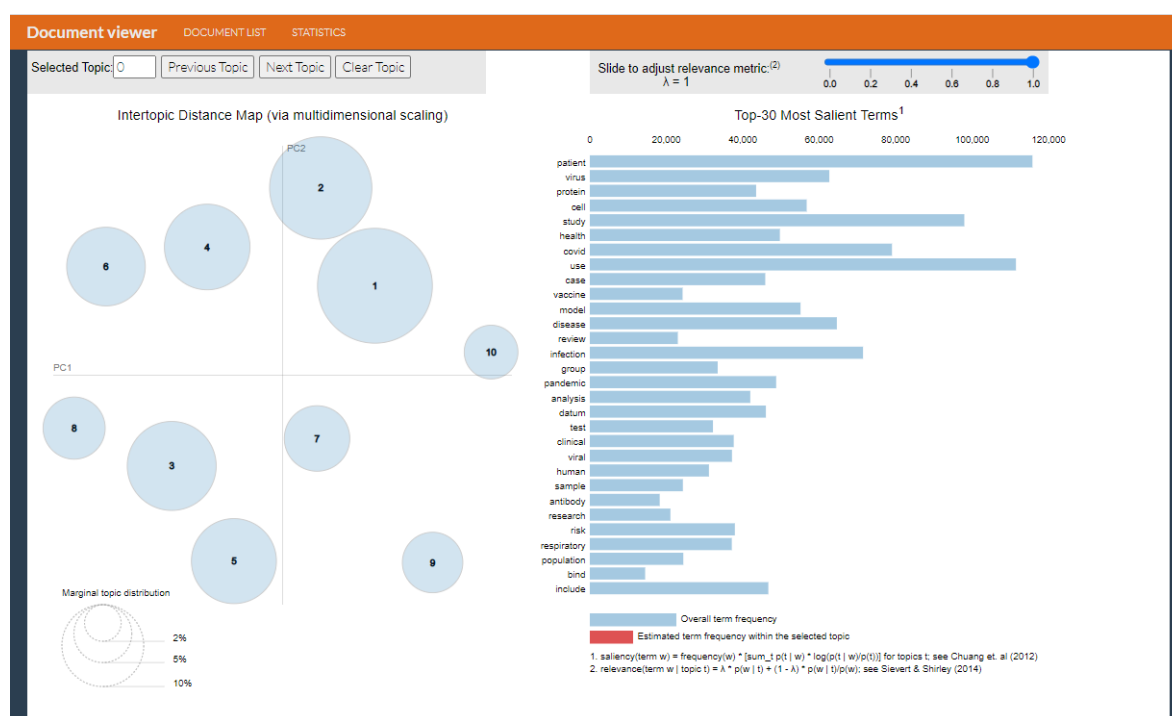 Document viewer DOCUMENT LIST STATISTICS
Selected Topic: 0 Previous Topic Next Topic Clear Topic
Slide to adjust relevance metric:(2)
λ = 1
0.0 0.2 0.4 0.6 0.8 1.0
Intertopic Distance Map (via multidimensional scaling)
PC2
PC1
2
1
4
6
10
8
3
7
5
9
Marginal topic distribution
2%
5%
10%
Top-30 Most Salient Terms1
0 20,000 40,000 60,000 80,000 100,000 120,000
patient
virus
protein
cell
study
health
covid
use
case
vaccine
model
disease
review
infection
group
pandemic
analysis
datum
test
clinical
viral
human
sample
antibody
research
risk
respiratory
population
bind
include
Overall term frequency
Estimated term frequency within the selected topic
1. saliency(term w) = frequency(w) * [sum_t p(t | w) * log(p(t | w)/p(t))] for topics t; see Chuang et. al (2012)
2. relevance(term w | topic t) = λ * p(w | t) + (1 - λ) * p(w | t)/p(w); see Sievert & Shirley (2014)